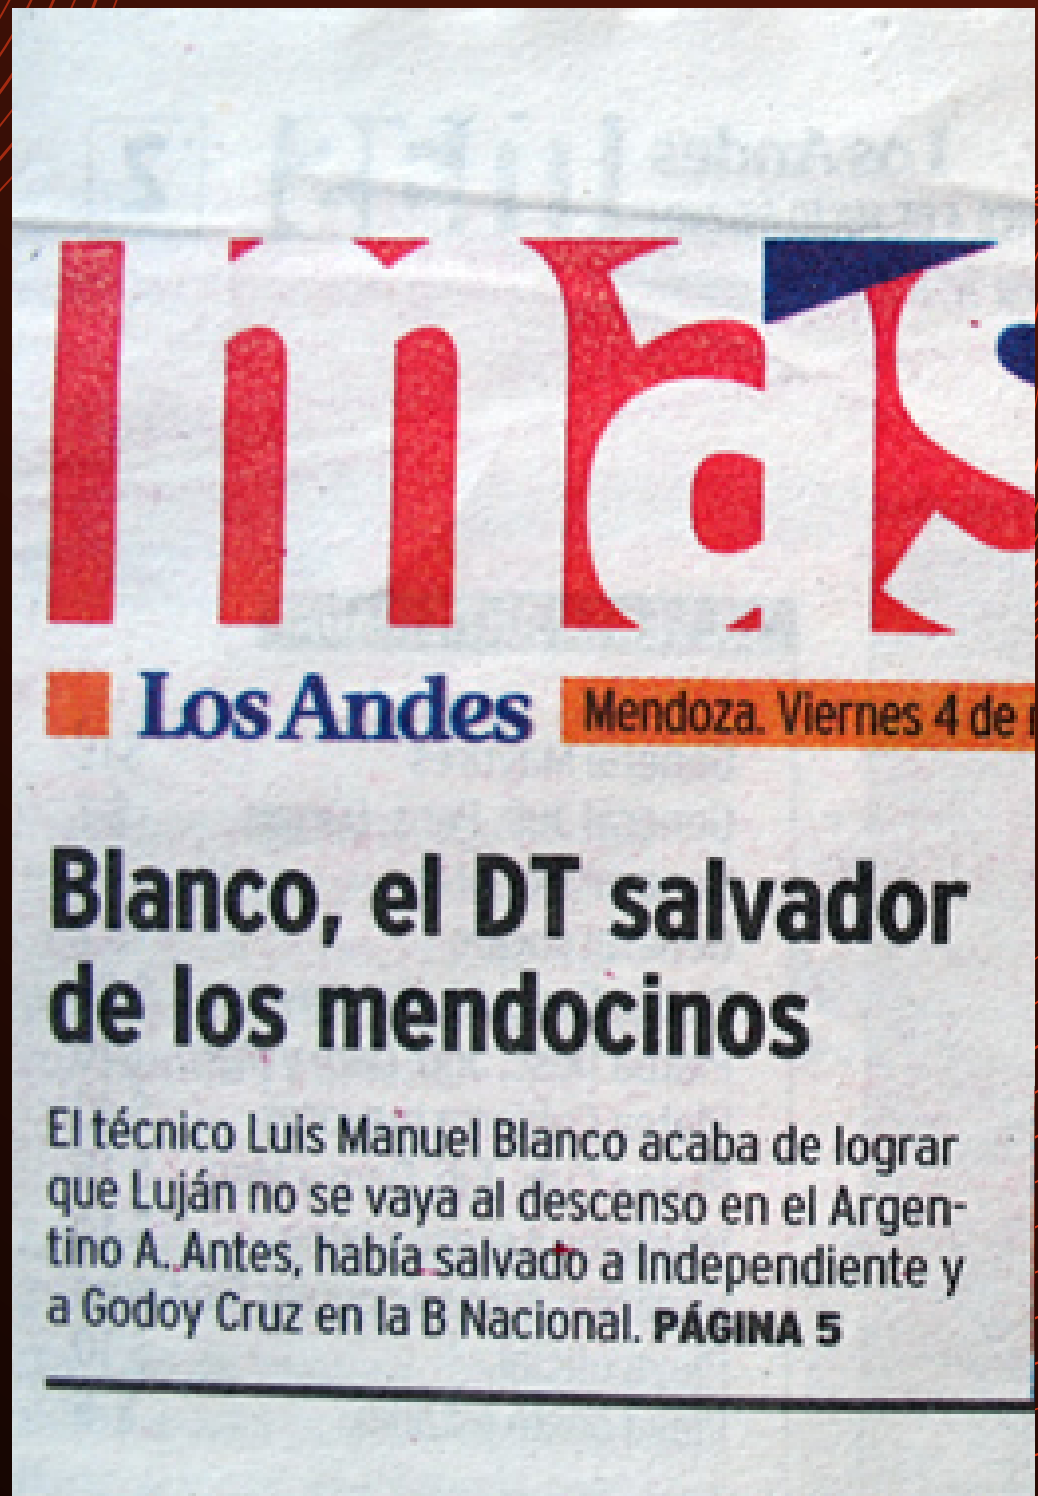 más
Los Andes Mendoza. Viernes 4 de
Blanco, el DT salvador
de los mendocinos
El técnico Luis Manuel Blanco acaba de lograr
que Luján no se vaya al descenso en el Argen-
tino A. Antes, había salvado a Independiente y
a Godoy Cruz en la B Nacional. PÁGINA 5